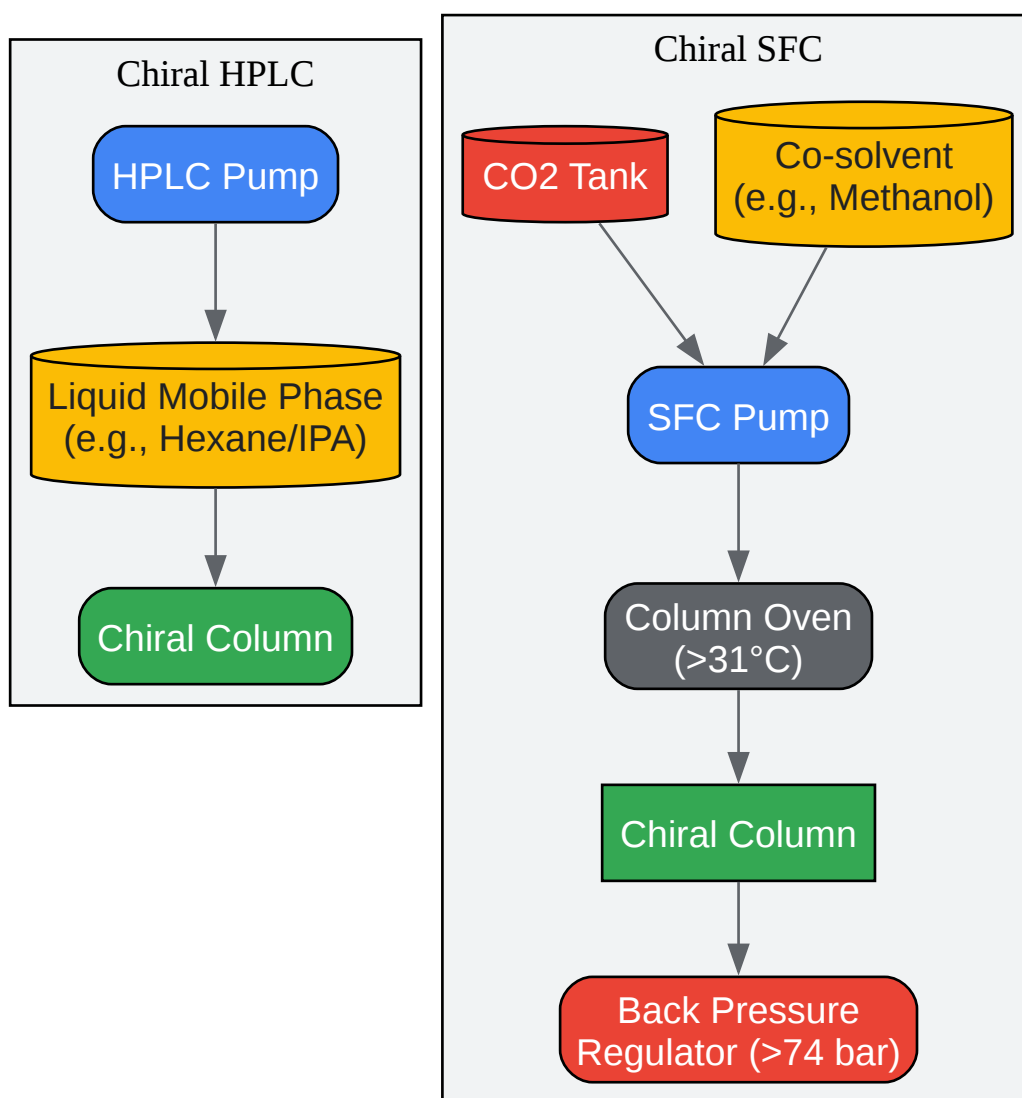 Chiral HPLC
HPLC Pump
Liquid Mobile Phase
(e.g., Hexane/IPA)
Chiral Column
Chiral SFC
CO2 Tank
Co-solvent
(e.g., Methanol)
SFC Pump
Column Oven
(>31°C)
Chiral Column
Back Pressure
Regulator (>74 bar)